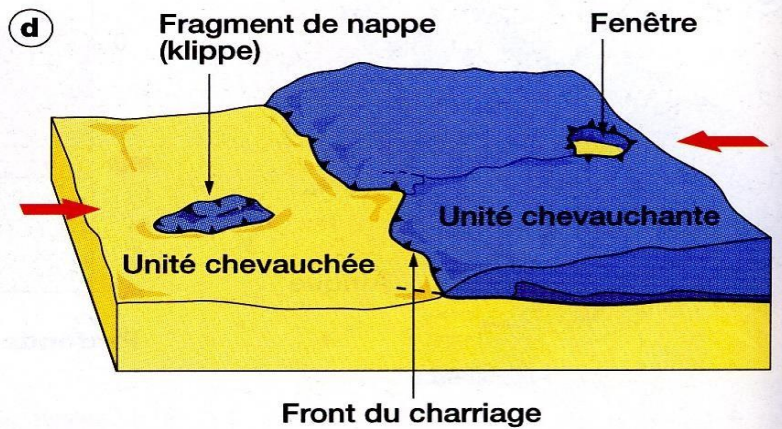 d
Fragment de nappe
(klippe)
Fenêtre
Unité chevauchante
Unité chevauchée
Front du charriage